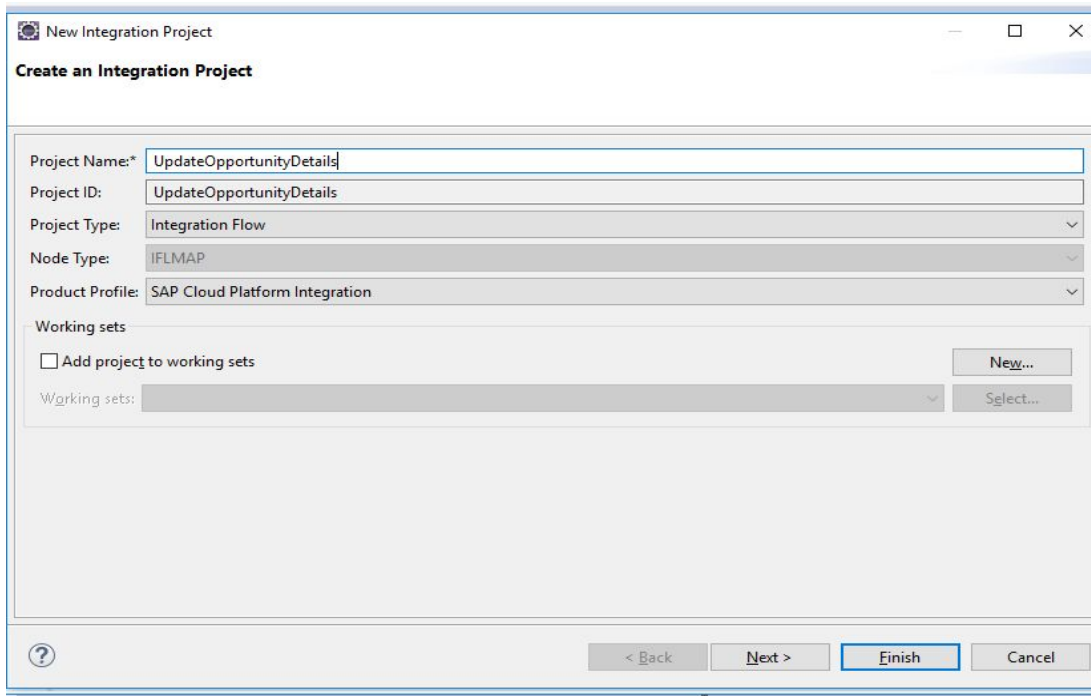 New Integration Project
Create an Integration Project
Project Name:* UpdateOpportunityDetails
Project ID: UpdateOpportunityDetails
Project Type: Integration Flow
Node Type: IFLMAP
Product Profile: SAP Cloud Platform Integration
Working sets
Add project to working sets New...
Working sets: Select...
? < Back Next > Finish Cancel